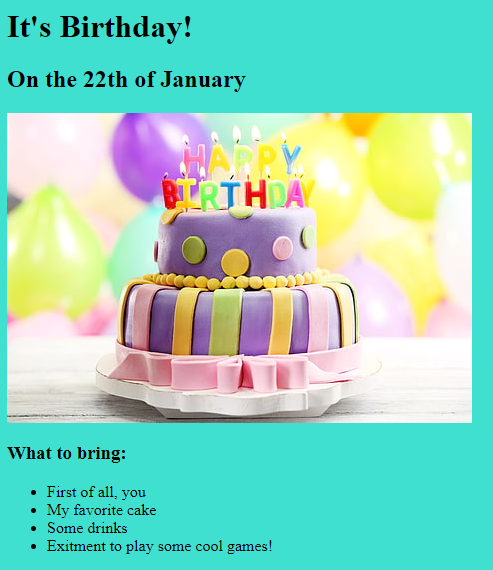 It's Birthday!
On the 22th of January
HAPPY
BIRTHDAY
What to bring:
First of all, you
My favorite cake
Some drinks
Exitment to play some cool games!